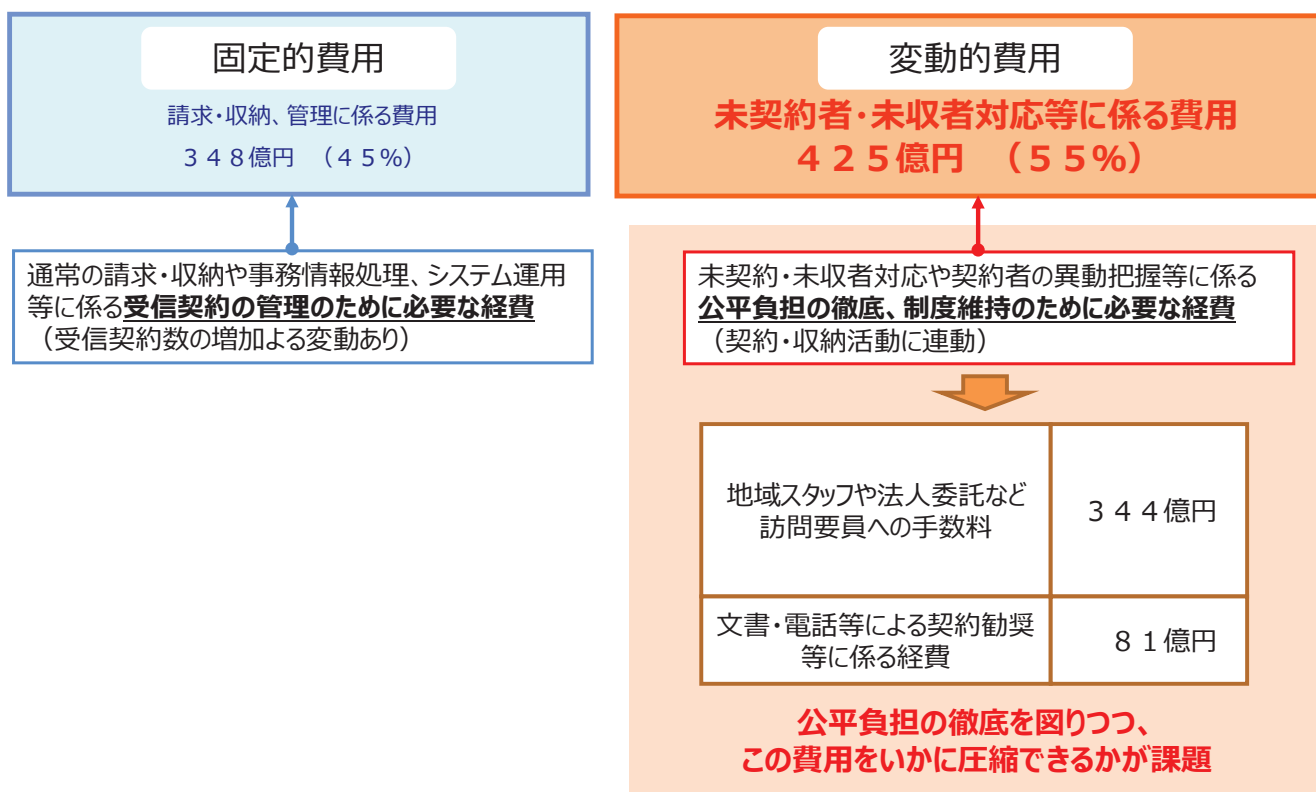 固定的費用
請求・収納、管理に係る費用
３４８億円　（４５％）
通常の請求・収納や事務情報処理、システム運用
等に係る受信契約の管理のために必要な経費
（受信契約数の増加よる変動あり）
変動的費用
未契約者・未収者対応等に係る費用
４２５億円　（５５％）
未契約・未収者対応や契約者の異動把握等に係る
公平負担の徹底、制度維持のために必要な経費
（契約・収納活動に連動）
地域スタッフや法人委託など
訪問要員への手数料
３４４億円
文書・電話等による契約勧奨
等に係る経費
８１億円
公平負担の徹底を図りつつ、
この費用をいかに圧縮できるかが課題